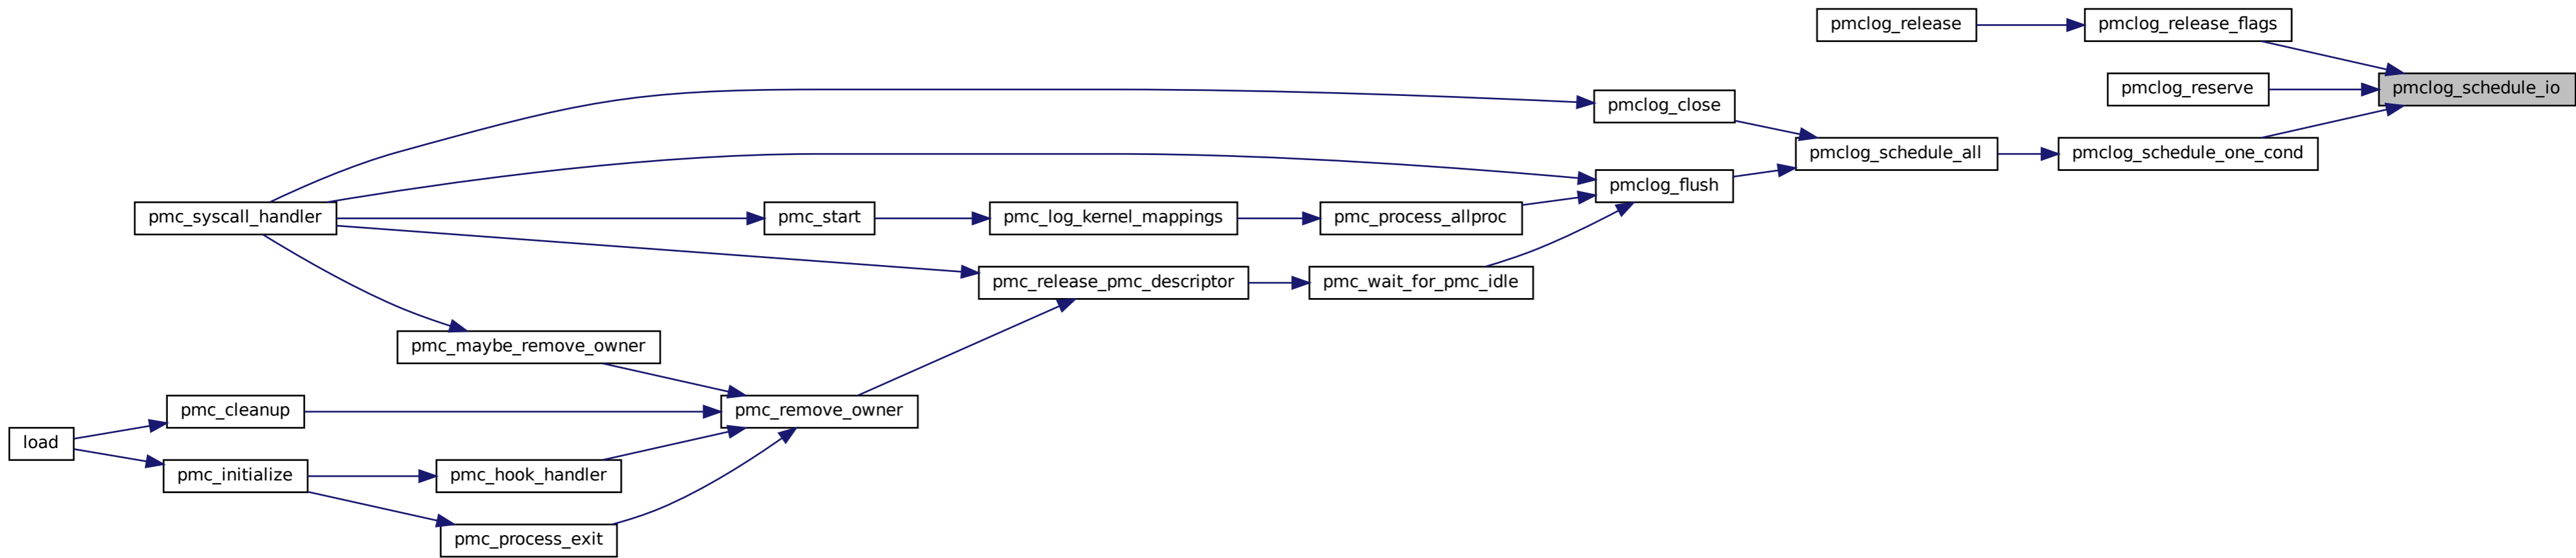 pmclog_release
pmclog_release_flags
pmclog_reserve
pmclog_schedule_io
pmclog_close
pmclog_schedule_all
pmclog_schedule_one_cond
pmclog_flush
pmc_syscall_handler
pmc_start
pmc_log_kernel_mappings
pmc_process_allproc
pmc_release_pmc_descriptor
pmc_wait_for_pmc_idle
pmc_maybe_remove_owner
pmc_cleanup
pmc_remove_owner
load
pmc_initialize
pmc_hook_handler
pmc_process_exit